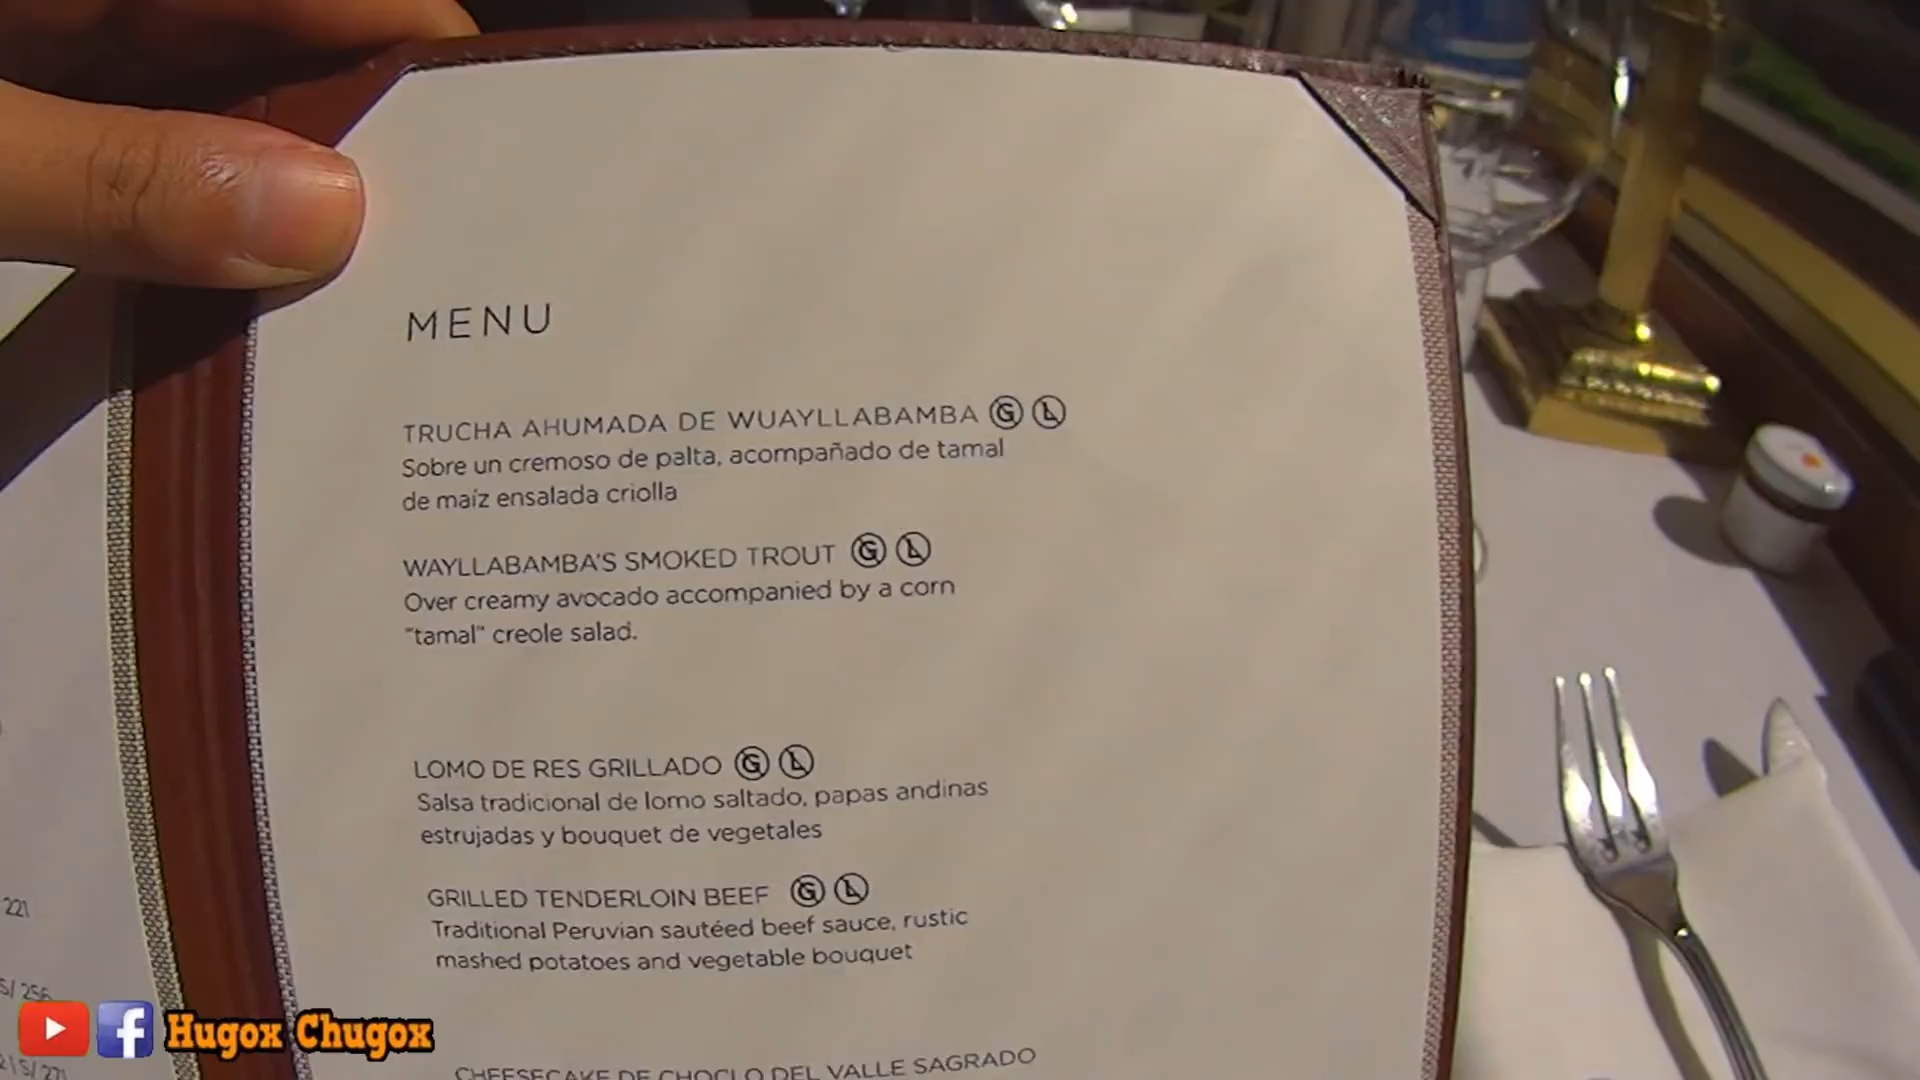 MENU
TRUCHA AHUMADA DE WUAYLLABAMBA G L
Sobre un cremoso de palta, acompañado de tamal
de maíz ensalada criolla
WAYLLABAMBA'S SMOKED TROUT G L
Over creamy avocado accompanied by a corn
"tamal" creole salad.
LOMO DE RES GRILLADO G L
Salsa tradicional de lomo saltado, papas andinas
estrujadas y bouquet de vegetales
GRILLED TENDERLOIN BEEF G L
Traditional Peruvian sautéed beef sauce, rustic
mashed potatoes and vegetable bouquet
CHEESECAKE DE CHOCLO DEL VALLE SAGRADO
221
S/ 256
S/ 271
f Hugox Chugox